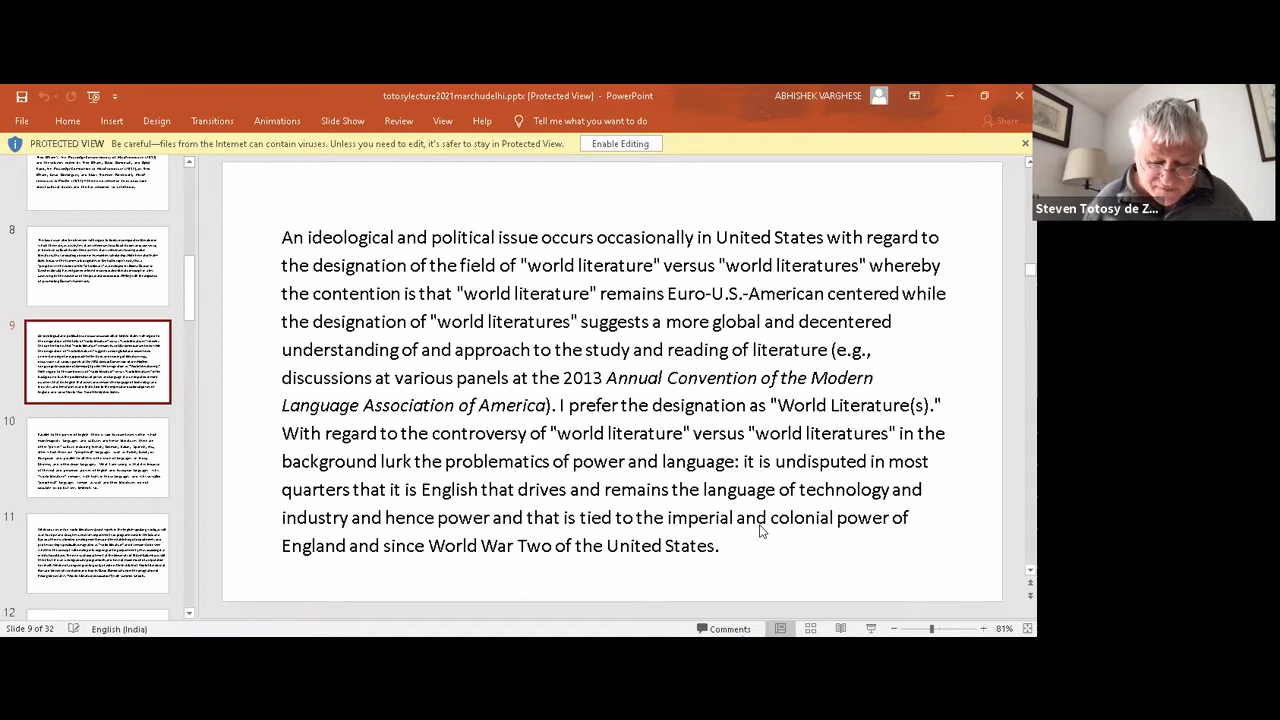 totosylecture2021marchudelhi.pptx [Protected View] - PowerPoint
ABHISHEK VARGHESE
File Home Insert Design Transitions Animations Slide Show Review View Help Tell me what you want to do Share
PROTECTED VIEW Be careful—files from the Internet can contain viruses. Unless you need to edit, it's safer to stay in Protected View. Enable Editing
Steven Totosy de Z...
8
9
10
11
12
An ideological and political issue occurs occasionally in United States with regard to
the designation of the field of "world literature" versus "world literatures" whereby
the contention is that "world literature" remains Euro-U.S.-American centered while
the designation of "world literatures" suggests a more global and decentered
understanding of and approach to the study and reading of literature (e.g.,
discussions at various panels at the 2013 Annual Convention of the Modern
Language Association of America). I prefer the designation as "World Literature(s)."
With regard to the controversy of "world literature" versus "world literatures" in the
background lurk the problematics of power and language: it is undisputed in most
quarters that it is English that drives and remains the language of technology and
industry and hence power and that is tied to the imperial and colonial power of
England and since World War Two of the United States.
Slide 9 of 32 English (India) Comments 81%